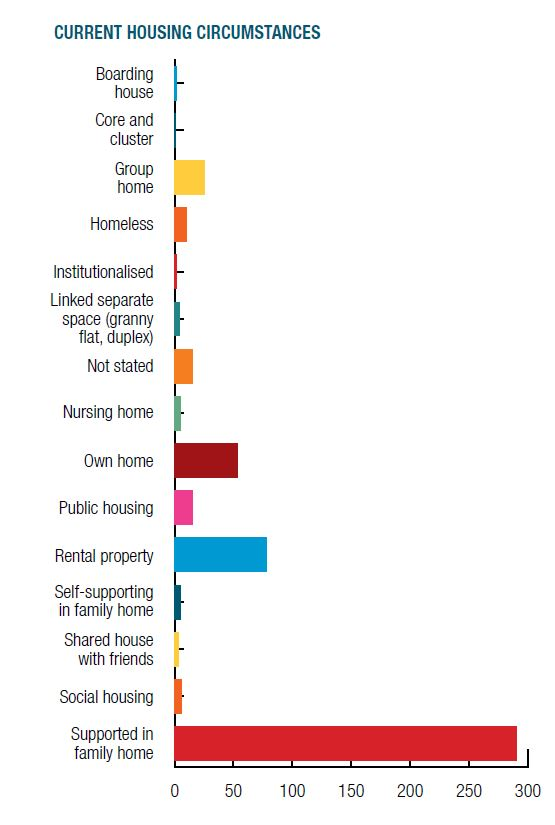 CURRENT HOUSING CIRCUMSTANCES
Boarding
house
Core and
cluster
Group
home
Homeless
Institutionalised
Linked separate
space (granny
flat, duplex)
Not stated
Nursing home
Own home
Public housing
Rental property
Self-supporting
in family home
Shared house
with friends
Social housing
Supported in
family home
0 50 100 150 200 250 300